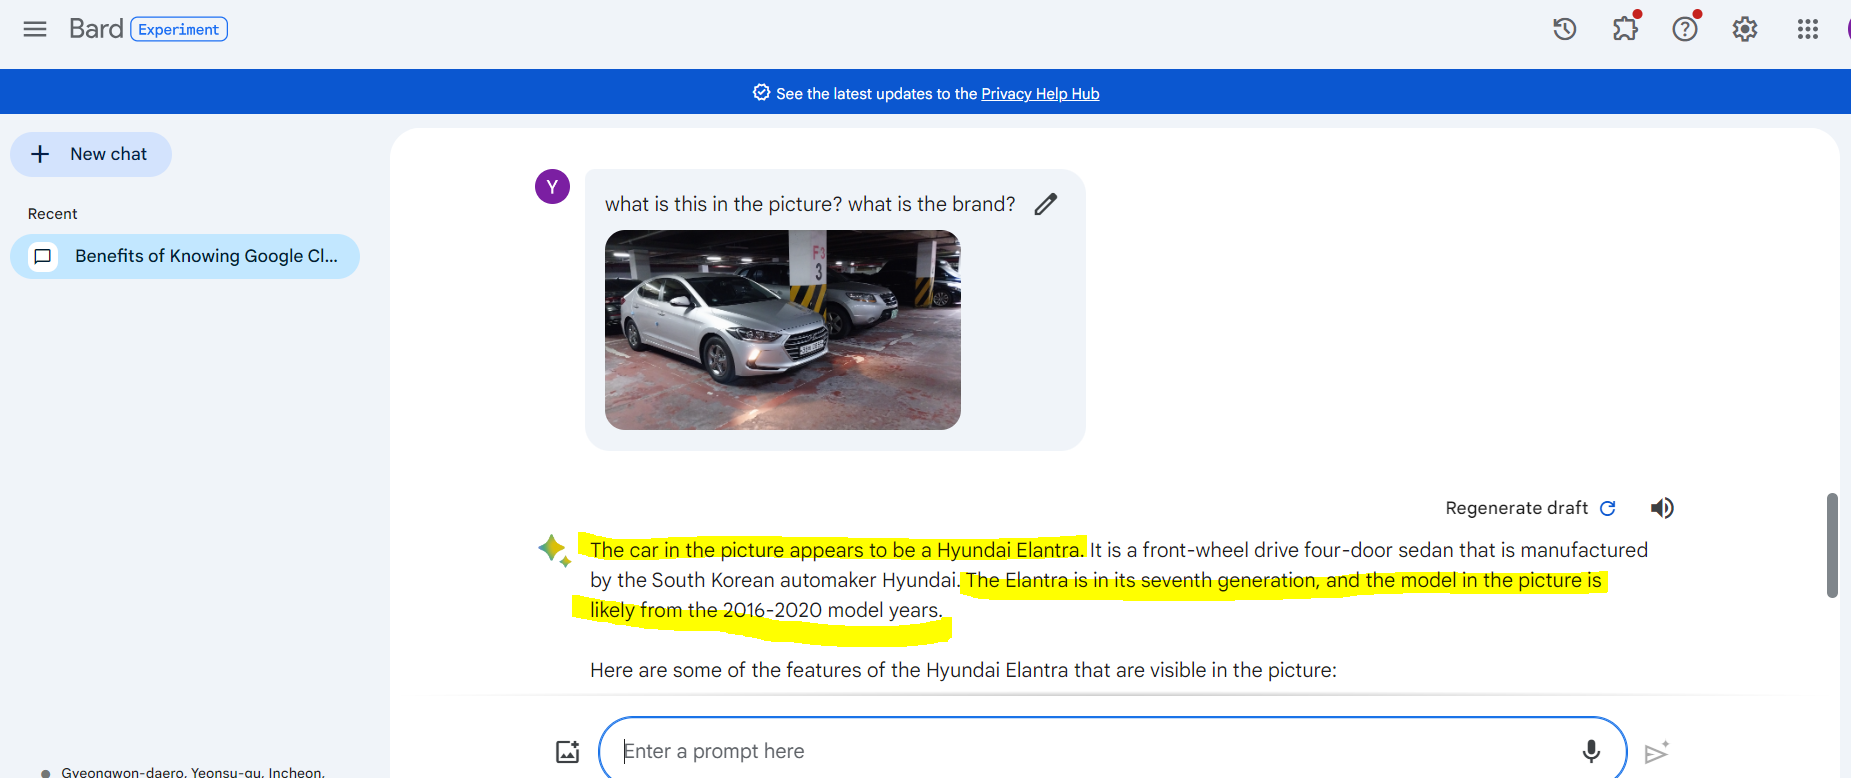 Bard Experiment
See the latest updates to the Privacy Help Hub
New chat
Recent
Benefits of Knowing Google Cl...
Y
what is this in the picture? what is the brand?
F3
3
Regenerate draft
The car in the picture appears to be a Hyundai Elantra. It is a front-wheel drive four-door sedan that is manufactured
by the South Korean automaker Hyundai. The Elantra is in its seventh generation, and the model in the picture is
likely from the 2016-2020 model years.
Here are some of the features of the Hyundai Elantra that are visible in the picture:
Enter a prompt here
Gyeongwon-daero, Yeonsu-gu, Incheon,